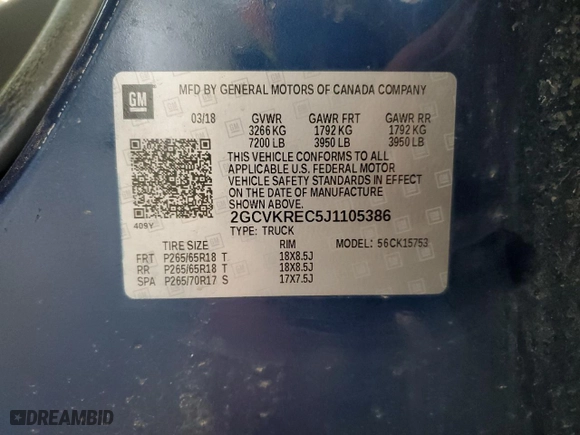 GM
MFD BY GENERAL MOTORS OF CANADA COMPANY
03/18 GVWR GAWR FRT GAWR RR
3266 KG 1792 KG 1792 KG
7200 LB 3950 LB 3950 LB
THIS VEHICLE CONFORMS TO ALL
APPLICABLE U.S. FEDERAL MOTOR
VEHICLE SAFETY STANDARDS IN EFFECT
ON THE DATE OF MANUFACTURE
SHOWN ABOVE.
409Y
2GCVKREC5J1105386
TYPE: TRUCK
TIRE SIZE RIM MODEL: 56CK15753
FRT P265/65R18 T 18X8.5J
RR P265/65R18 T 18X8.5J
SPA P265/70R17 S 17X7.5J
DREAMBID